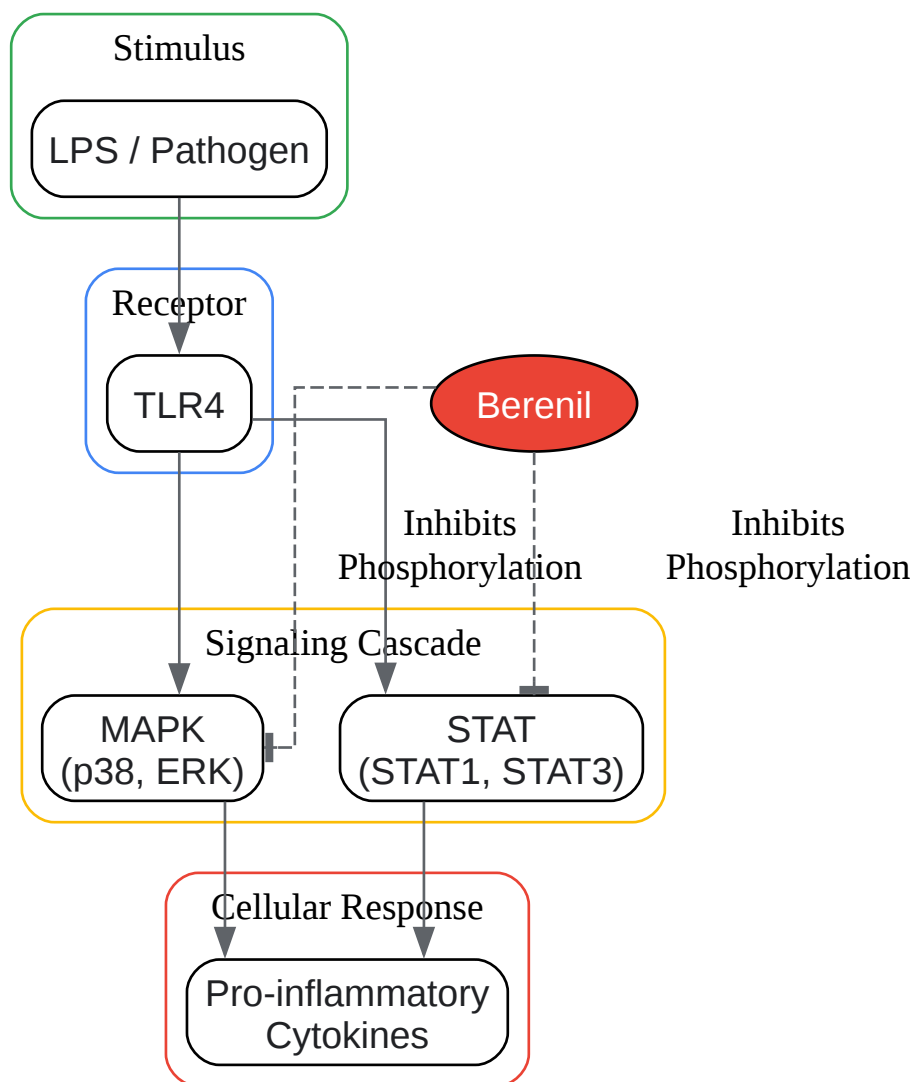 Stimulus
LPS / Pathogen
Receptor
TLR4
Berenil
Inhibits
Phosphorylation
Inhibits
Phosphorylation
Signaling Cascade
MAPK
(p38, ERK)
STAT
(STAT1, STAT3)
Cellular Response
Pro-inflammatory
Cytokines